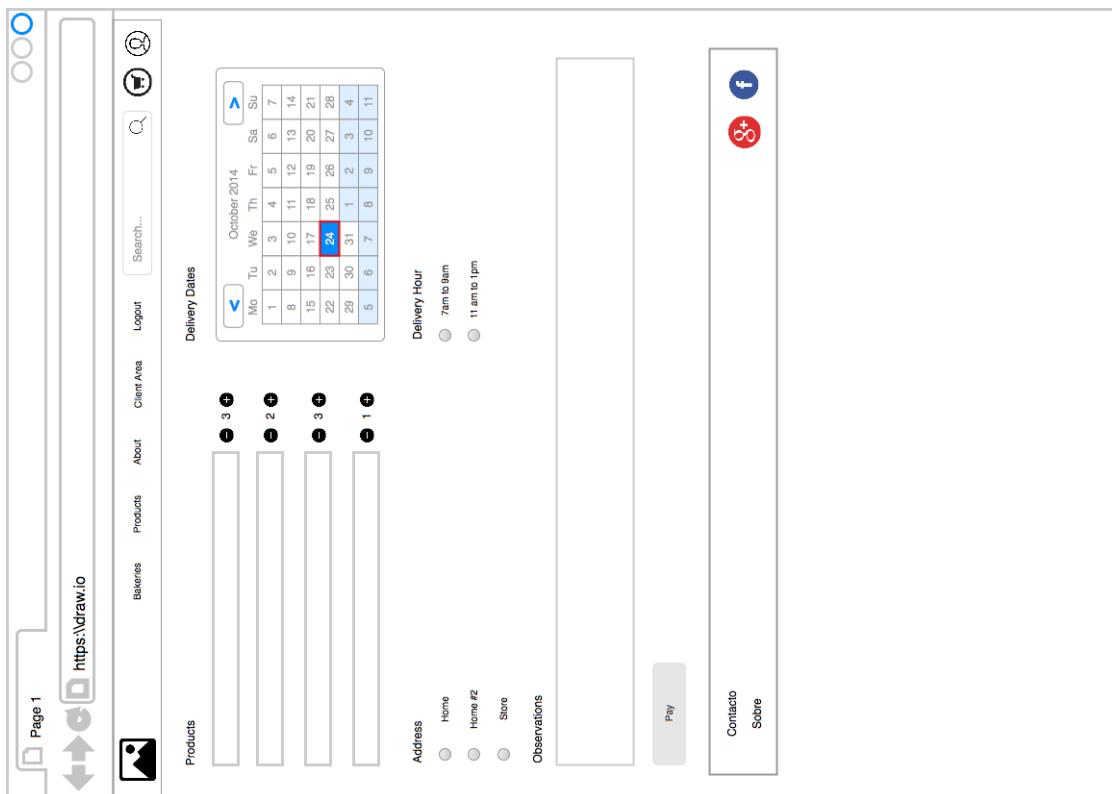 Page 1
https:\\draw.io
Bakeries Products About Client Area Logout Search...
Products
3
2
3
1
Delivery Dates
< October 2014 >
Mo Tu We Th Fr Sa Su
1 2 3 4 5 6 7
8 9 10 11 12 13 14
15 16 17 18 19 20 21
22 23 24 25 26 27 28
29 30 31 1 2 3 4
5 6 7 8 9 10 11
Address
Home
Home #2
Store
Delivery Hour
7am to 9am
11 am to 1pm
Observations
Pay
Contacto
Sobre
g+ f